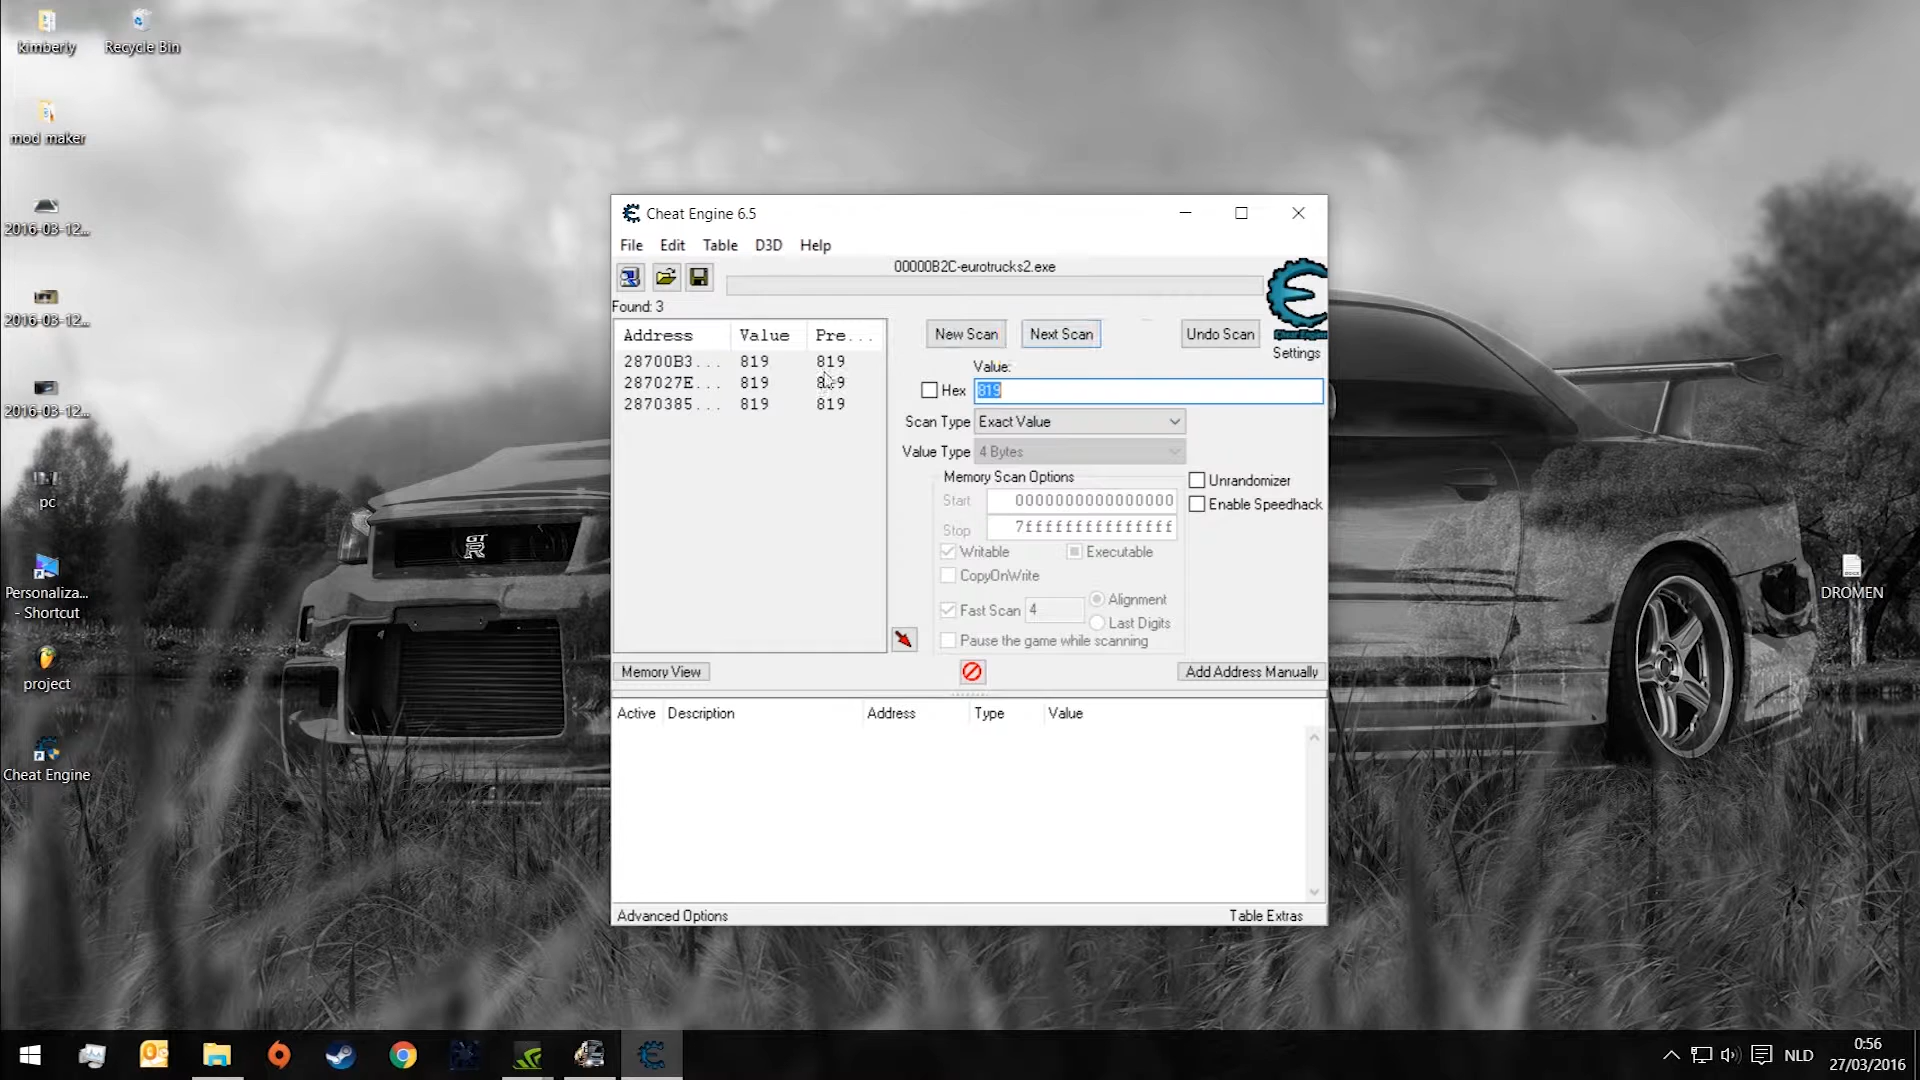 kimberly
Recycle Bin
mod maker
2016-03-12...
2016-03-12...
2016-03-12...
pc
Personaliza...
- Shortcut
project
Cheat Engine
DROMEN
GT
R
Cheat Engine 6.5
File Edit Table D3D Help
00000B2C-eurotrucks2.exe
Found: 3
Address Value Pre...
28700B3... 819 819
287027E... 819 819
2870385... 819 819
New Scan Next Scan Undo Scan
Cheat Engine
Settings
Value:
Hex 819
Scan Type Exact Value
Value Type 4 Bytes
Memory Scan Options
Start 0000000000000000
Stop 7fffffffffffffff
Unrandomizer
Enable Speedhack
Writable Executable
CopyOnWrite
Fast Scan 4 Alignment
Last Digits
Pause the game while scanning
Memory View Add Address Manually
Active Description Address Type Value
Advanced Options Table Extras
NLD
0:56
27/03/2016